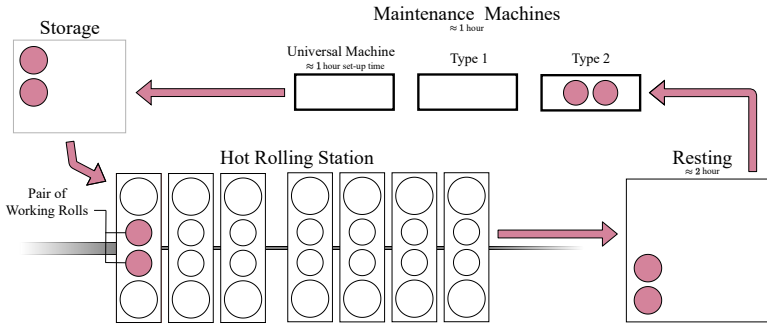 Maintenance Machines
≈ 1 hour
Storage
Universal Machine
≈ 1 hour set-up time
Type 1
Type 2
Hot Rolling Station
Resting
≈ 2 hour
Pair of
Working Rolls